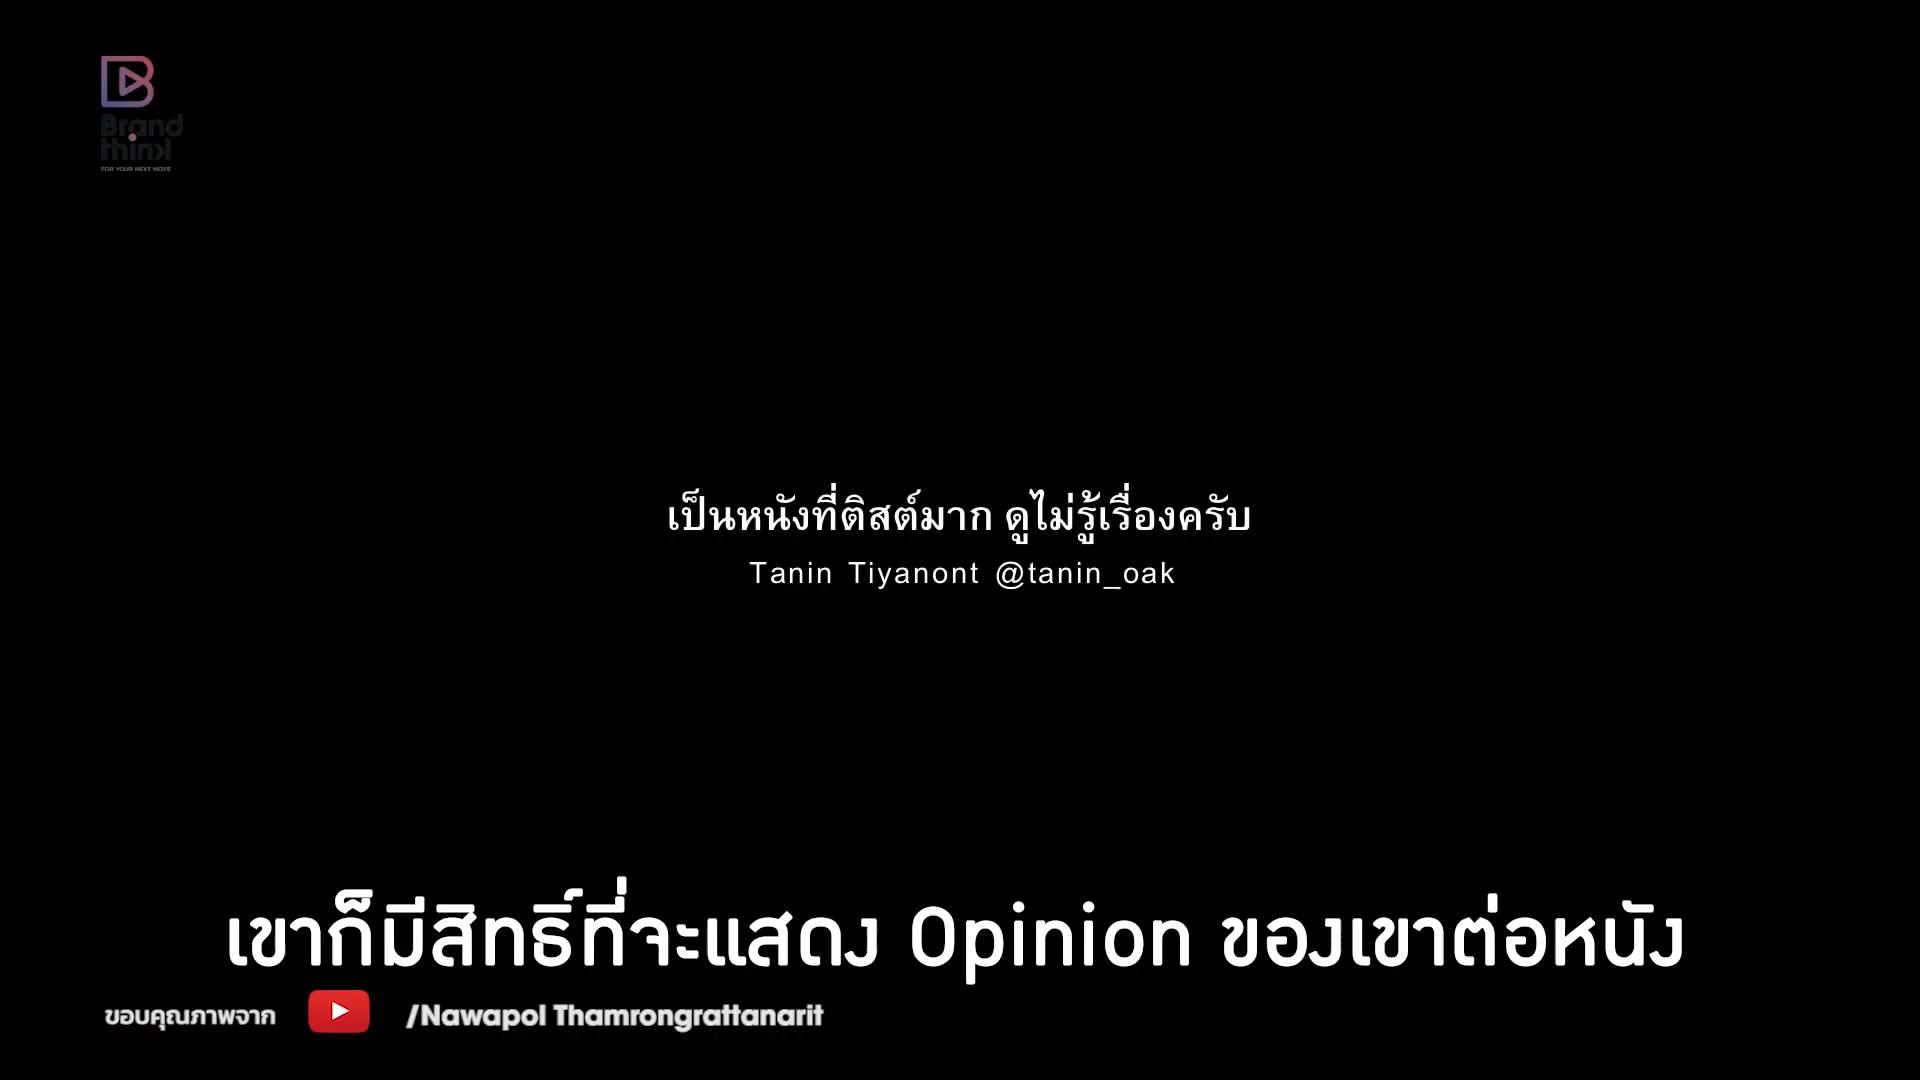 Brand
think
FOR YOUR NEXT MOVE
เป็นหนังที่ติสต์มาก ดูไม่รู้เรื่องครับ
Tanin Tiyanont @tanin_oak
เขาก็มีสิทธิ์ที่จะแสดง Opinion ของเขาต่อหนัง
ขอบคุณภาพจาก /Nawapol Thamrongrattanarit